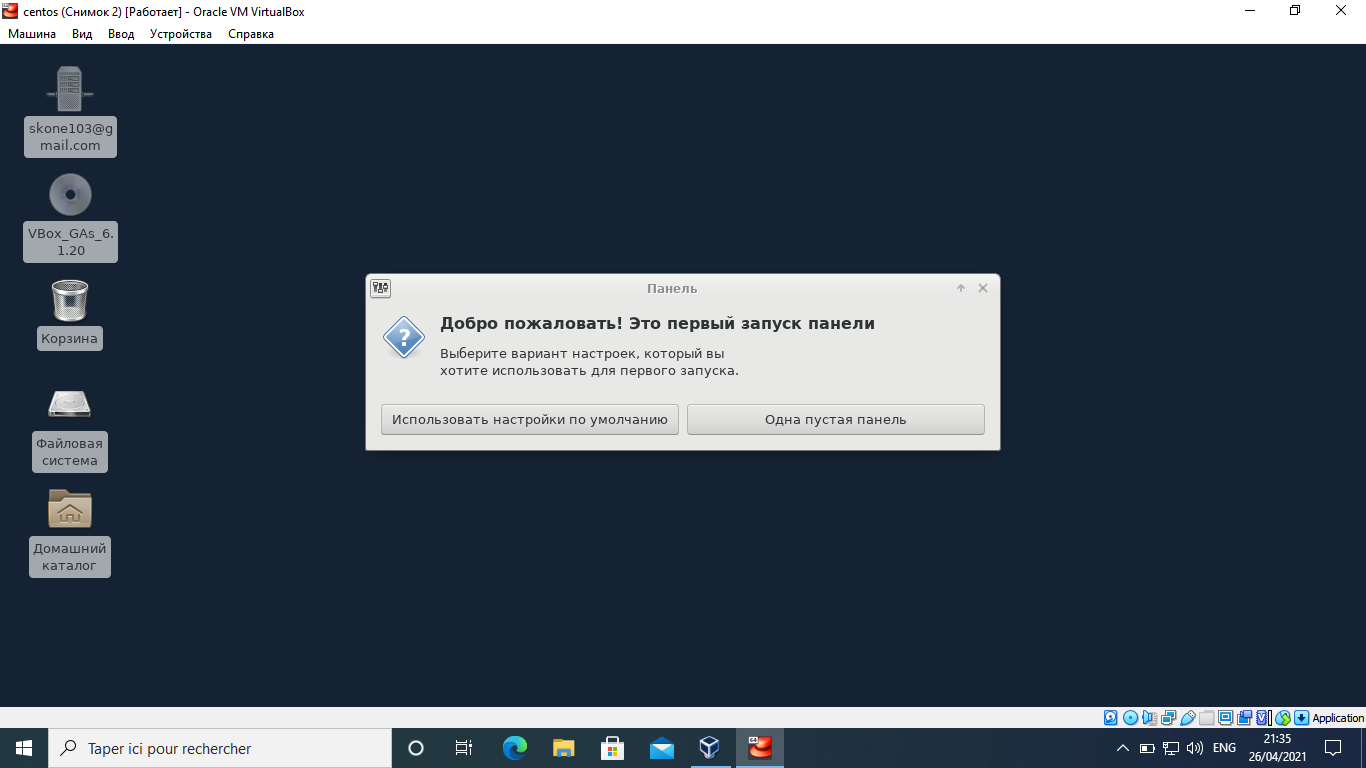 centos (Снимок 2) [Работает] - Oracle VM VirtualBox
Машина Вид Ввод Устройства Справка
skone103@g
mail.com
VBox_GAs_6.
1.20
Корзина
Файловая
система
Домашний
каталог
Панель
Добро пожаловать! Это первый запуск панели
Выберите вариант настроек, который вы
хотите использовать для первого запуска.
Использовать настройки по умолчанию
Одна пустая панель
Application
Taper ici pour rechercher
ENG
21:35
26/04/2021